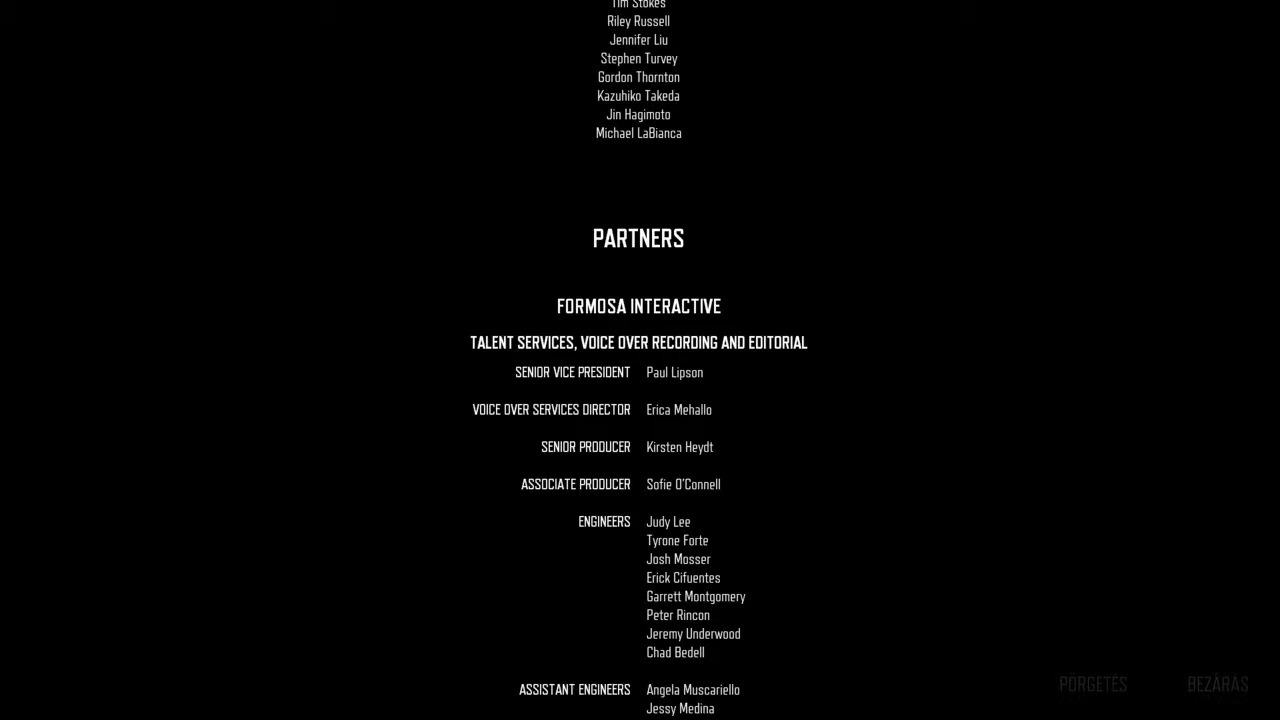 Tim Stokes
Riley Russell
Jennifer Liu
Stephen Turvey
Gordon Thornton
Kazuhiko Takeda
Jin Hagimoto
Michael LaBianca
PARTNERS
FORMOSA INTERACTIVE
TALENT SERVICES, VOICE OVER RECORDING AND EDITORIAL
SENIOR VICE PRESIDENT Paul Lipson
VOICE OVER SERVICES DIRECTOR Erica Mehallo
SENIOR PRODUCER Kirsten Heydt
ASSOCIATE PRODUCER Sofie O'Connell
ENGINEERS Judy Lee
Tyrone Forte
Josh Mosser
Erick Cifuentes
Garrett Montgomery
Peter Rincon
Jeremy Underwood
Chad Bedell
ASSISTANT ENGINEERS Angela Muscariello
Jessy Medina
PÖRGETÉS BEZÁRÁS